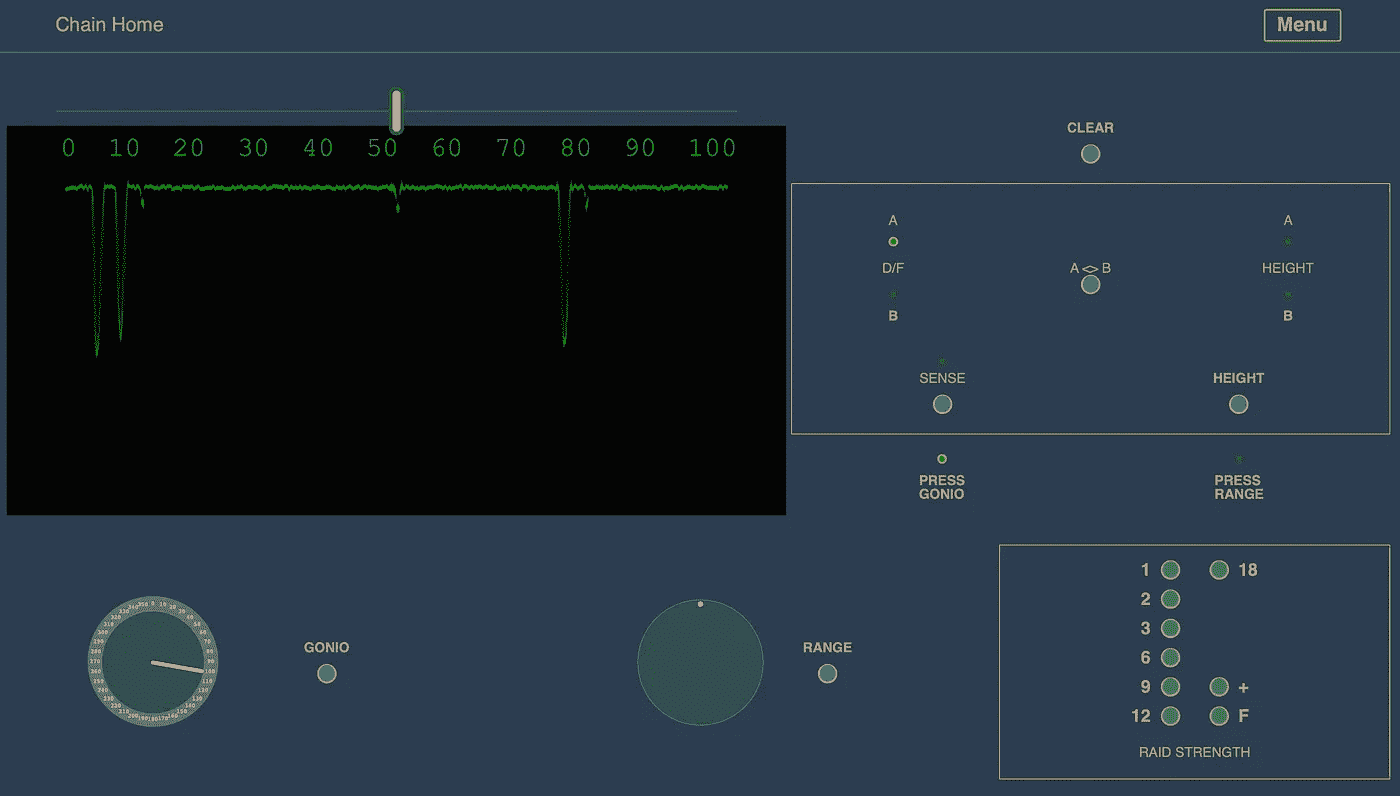 Chain Home
Menu
0 10 20 30 40 50 60 70 80 90 100
CLEAR
A
A
D/F
A <> B
HEIGHT
B
B
SENSE
HEIGHT
PRESS
GONIO
PRESS
RANGE
GONIO
RANGE
1
18
2
3
6
9
+
12
F
RAID STRENGTH